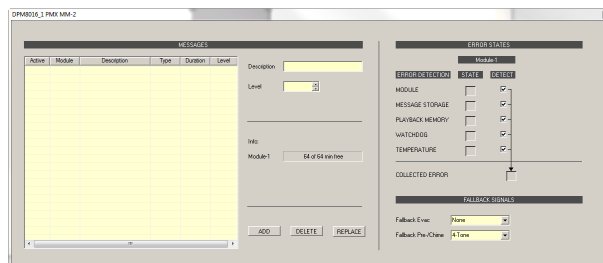 DPM8016_1 PMX MM-2
MESSAGES
Active Module Description Type Duration Level
Description
Level
Info:
Module-1 64 of 64 min free
ADD DELETE REPLACE
ERROR STATES
Module-1
ERROR DETECTION STATE DETECT
MODULE
MESSAGE STORAGE
PLAYBACK MEMORY
WATCHDOG
TEMPERATURE
COLLECTED ERROR
FALLBACK SIGNALS
Fallback Evac None
Fallback Pre-/Chime 4-Tone